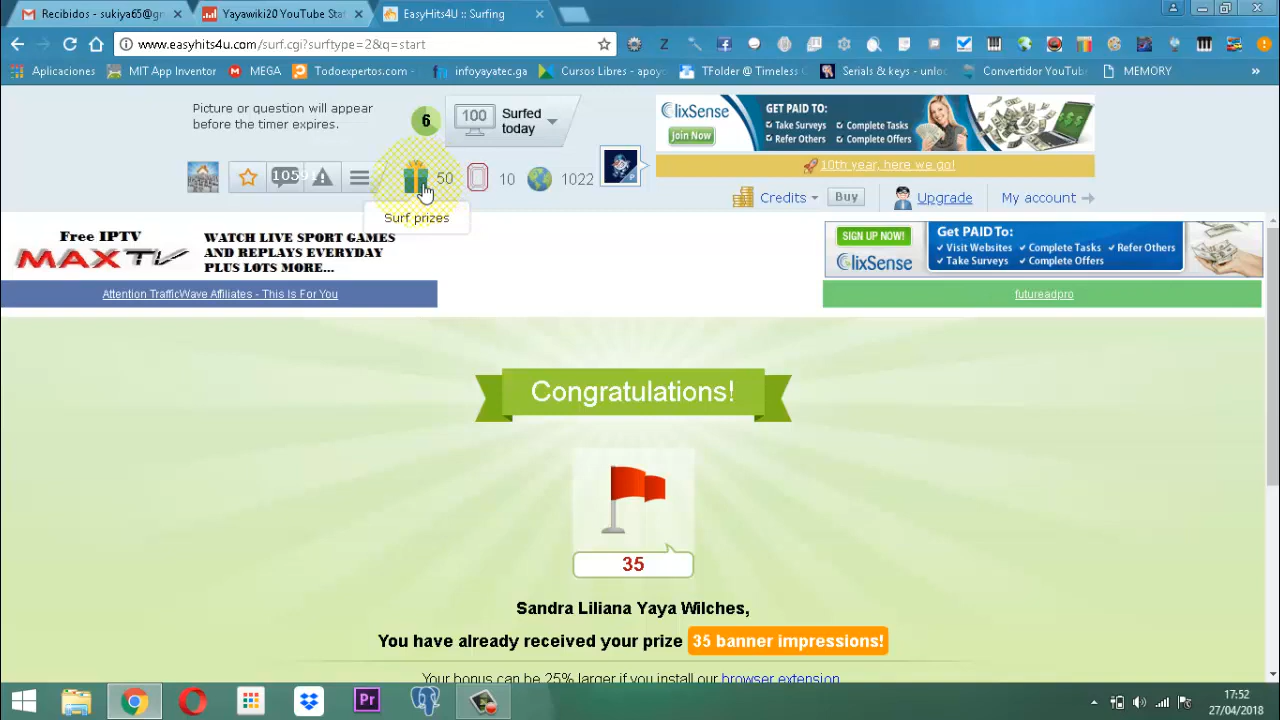 Recibidos - sukiya65@gm
Yayawiki20 YouTube Stat
EasyHits4U :: Surfing
www.easyhits4u.com/surf.cgi?surftype=2&q=start
Aplicaciones
MIT App Inventor
MEGA
Todoexpertos.com -
infoyayatec.ga
Cursos Libres - apoyo
TFolder @ Timeless
Serials & keys - unloc
Convertidor YouTube
MEMORY
»
Picture or question will appear
before the timer expires.
6
100
Surfed
today
ClixSense
Join Now
GET PAID TO:
Take Surveys
Complete Tasks
Refer Others
Complete Offers
10th year, here we go!
10591
50
10
1022
Surf prizes
Credits
Buy
Upgrade
My account
Free IPTV
MAXTV
WATCH LIVE SPORT GAMES
AND REPLAYS EVERYDAY
PLUS LOTS MORE...
Attention TrafficWave Affiliates - This Is For You
SIGN UP NOW!
ClixSense
Get PAID TO:
✓ Visit Websites ✓ Complete Tasks ✓ Refer Others
✓ Take Surveys ✓ Complete Offers
futureadpro
Congratulations!
35
Sandra Liliana Yaya Wilches,
You have already received your prize 35 banner impressions!
Your bonus can be 25% larger if you install our browser extension
Pr
17:52
27/04/2018